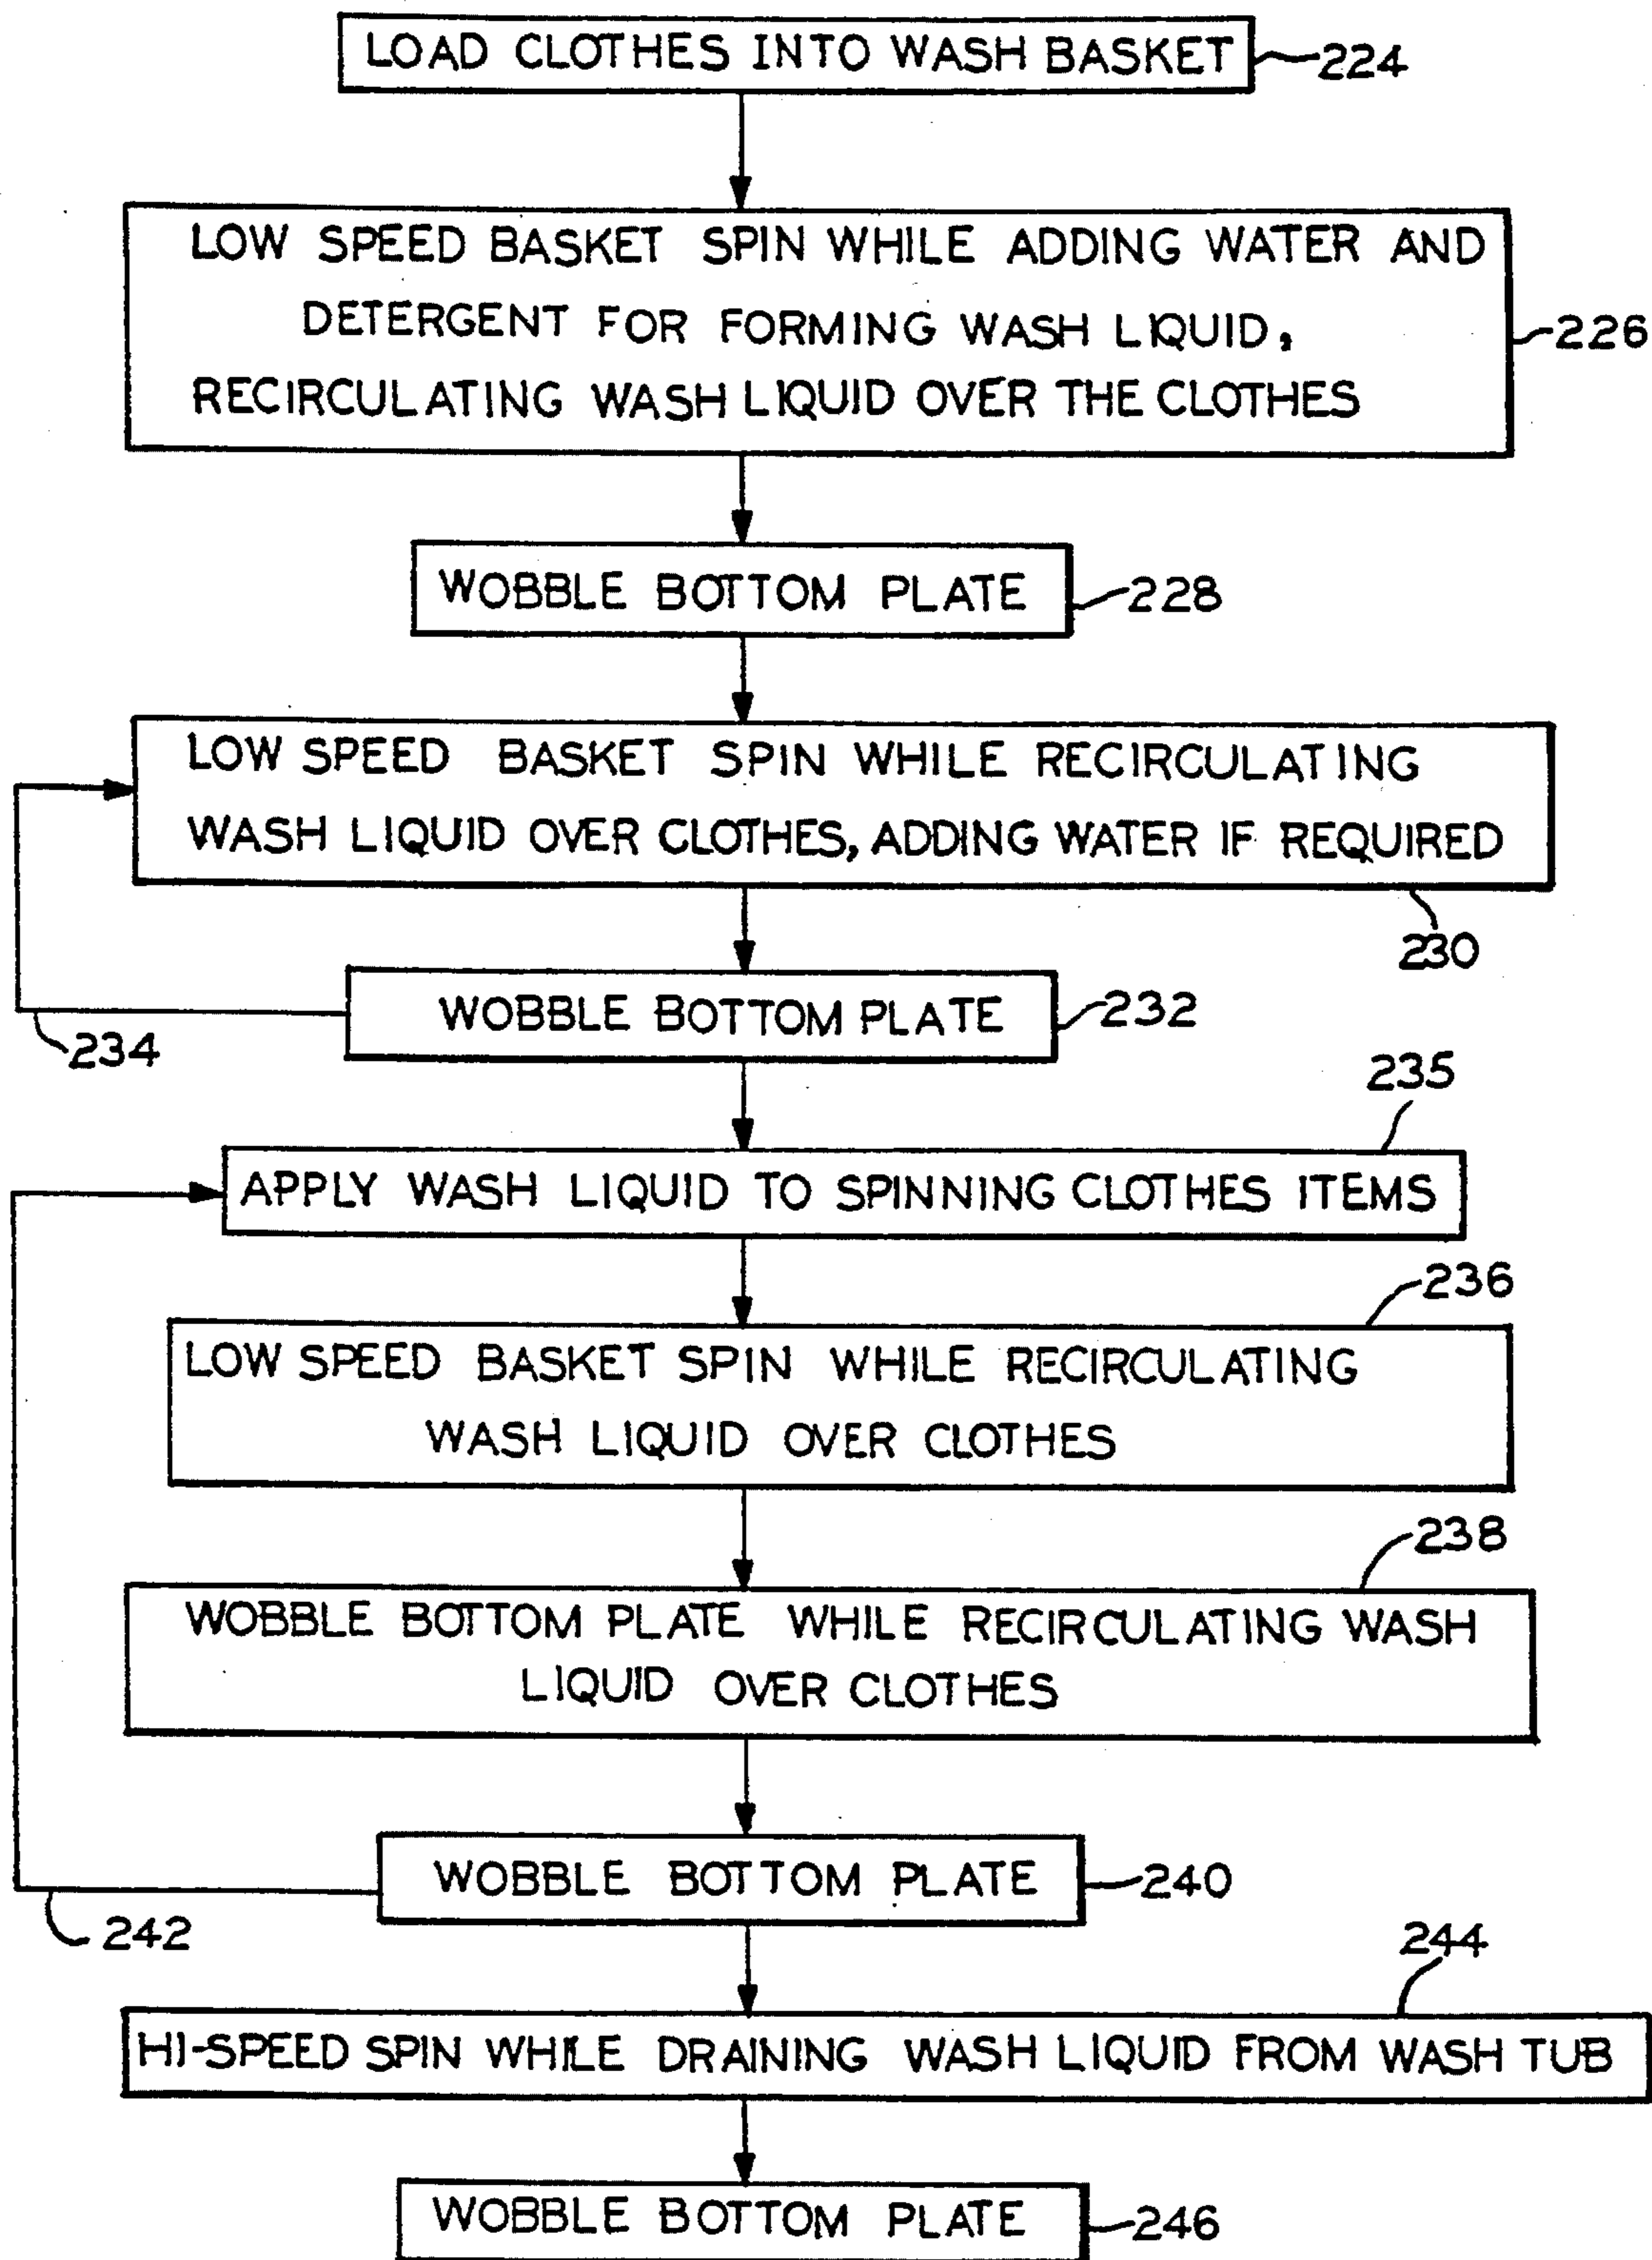 LOAD CLOTHES INTO WASH BASKET
224
LOW SPEED BASKET SPIN WHILE ADDING WATER AND
DETERGENT FOR FORMING WASH LIQUID,
RECIRCULATING WASH LIQUID OVER THE CLOTHES
226
WOBBLE BOTTOM PLATE
228
LOW SPEED BASKET SPIN WHILE RECIRCULATING
WASH LIQUID OVER CLOTHES, ADDING WATER IF REQUIRED
230
WOBBLE BOTTOM PLATE
232
234
235
APPLY WASH LIQUID TO SPINNING CLOTHES ITEMS
236
LOW SPEED BASKET SPIN WHILE RECIRCULATING
WASH LIQUID OVER CLOTHES
238
WOBBLE BOTTOM PLATE WHILE RECIRCULATING WASH
LIQUID OVER CLOTHES
WOBBLE BOTTOM PLATE
240
242
244
HI-SPEED SPIN WHILE DRAINING WASH LIQUID FROM WASH TUB
WOBBLE BOTTOM PLATE
246